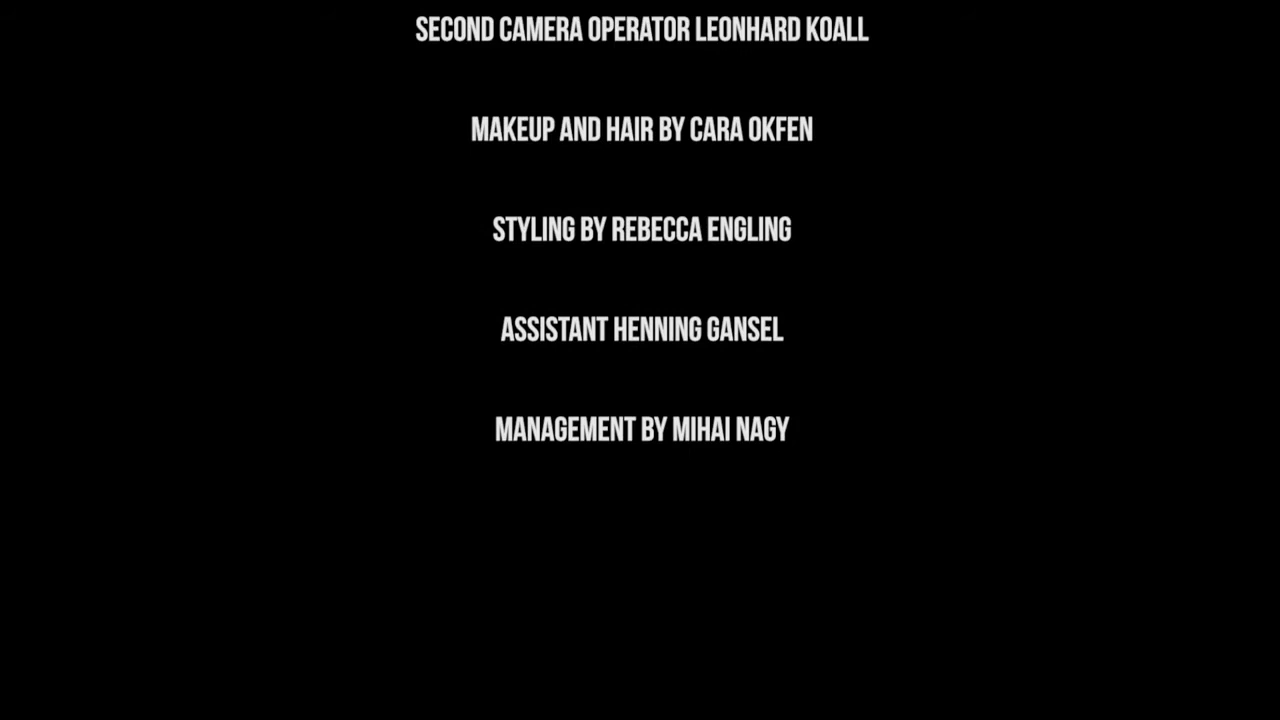 SECOND CAMERA OPERATOR LEONHARD KOALL
MAKEUP AND HAIR BY CARA OKFEN
STYLING BY REBECCA ENGLING
ASSISTANT HENNING GANSEL
MANAGEMENT BY MIHAI NAGY